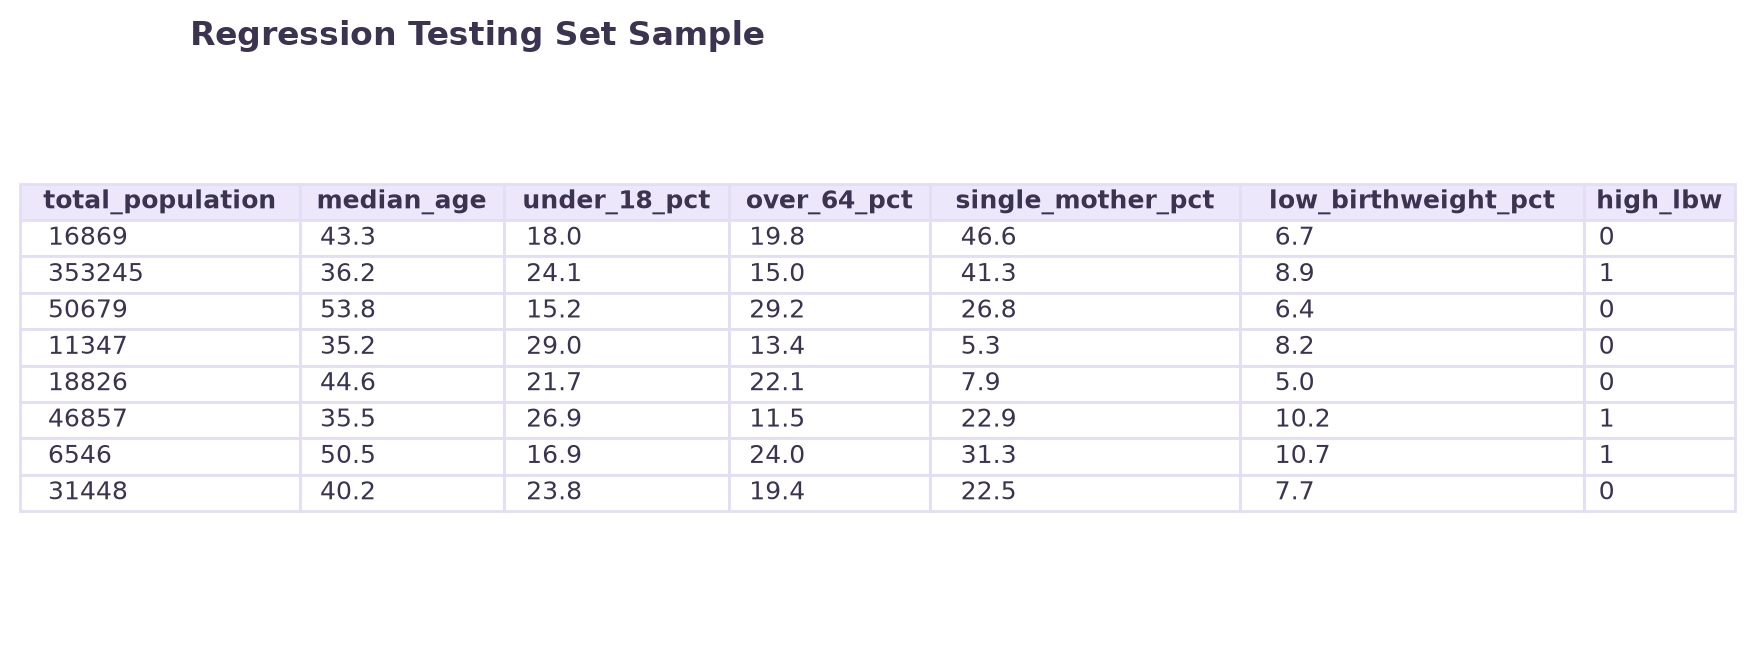 Regression Testing Set Sample
total_population median_age under_18_pct over_64_pct single_mother_pct low_birthweight_pct high_lbw
16869 43.3 18.0 19.8 46.6 6.7 0
353245 36.2 24.1 15.0 41.3 8.9 1
50679 53.8 15.2 29.2 26.8 6.4 0
11347 35.2 29.0 13.4 5.3 8.2 0
18826 44.6 21.7 22.1 7.9 5.0 0
46857 35.5 26.9 11.5 22.9 10.2 1
6546 50.5 16.9 24.0 31.3 10.7 1
31448 40.2 23.8 19.4 22.5 7.7 0